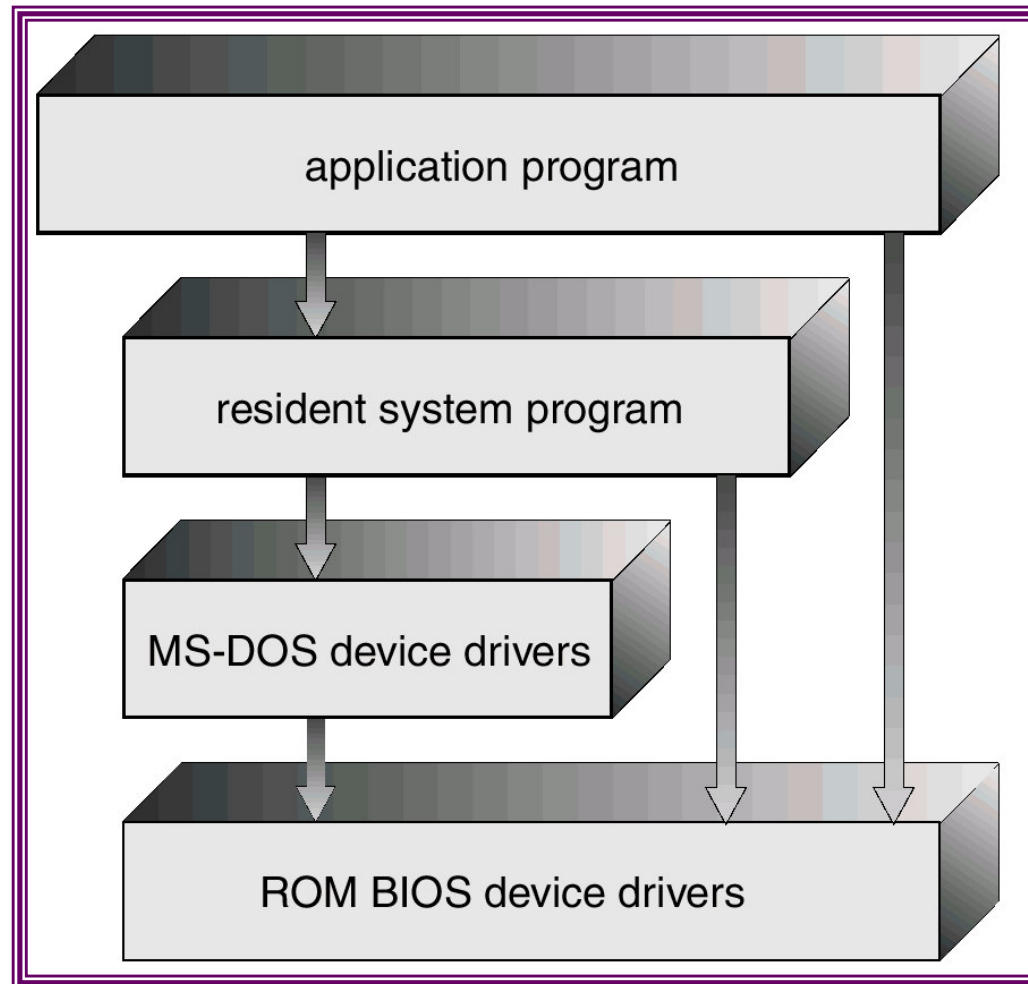 application program
resident system program
MS-DOS device drivers
ROM BIOS device drivers